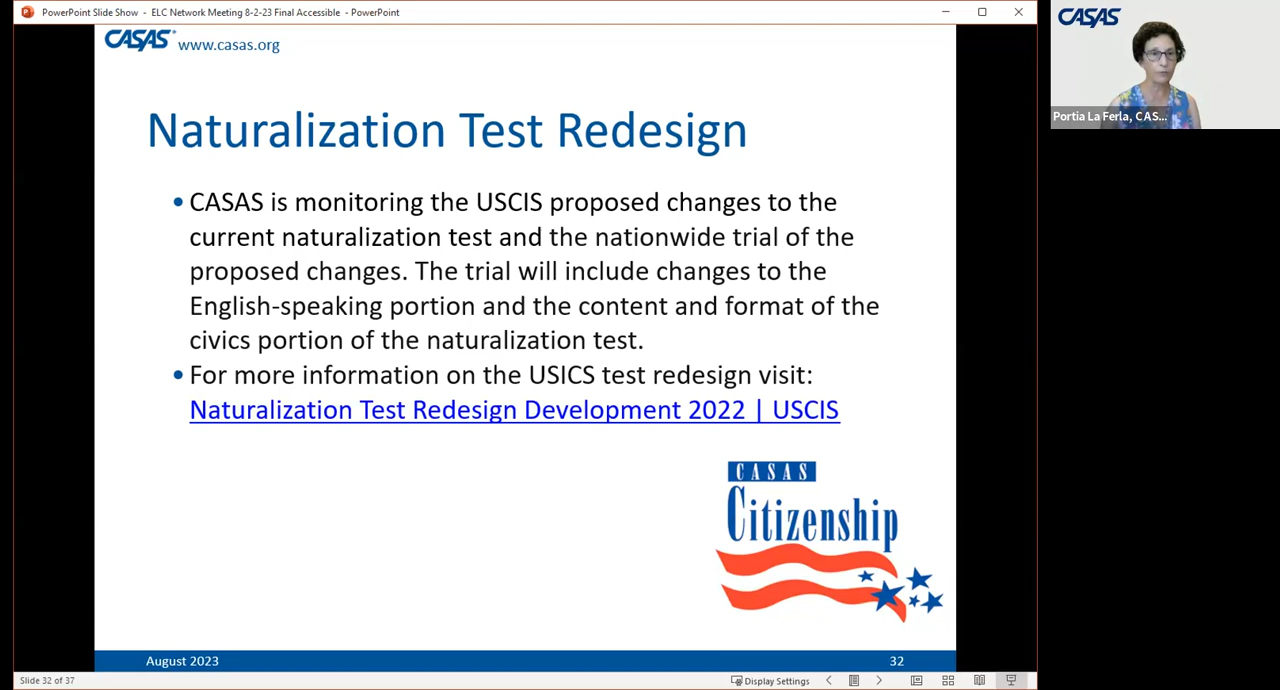 PowerPoint Slide Show - ELC Network Meeting 8-2-23 Final Accessible - PowerPoint
CASAS
www.casas.org
CASAS
Portia La Ferla, CAS...
Naturalization Test Redesign
• CASAS is monitoring the USCIS proposed changes to the
current naturalization test and the nationwide trial of the
proposed changes. The trial will include changes to the
English-speaking portion and the content and format of the
civics portion of the naturalization test.
• For more information on the USICS test redesign visit:
Naturalization Test Redesign Development 2022 | USCIS
CASAS
Citizenship
August 2023
32
Slide 32 of 37
Display Settings